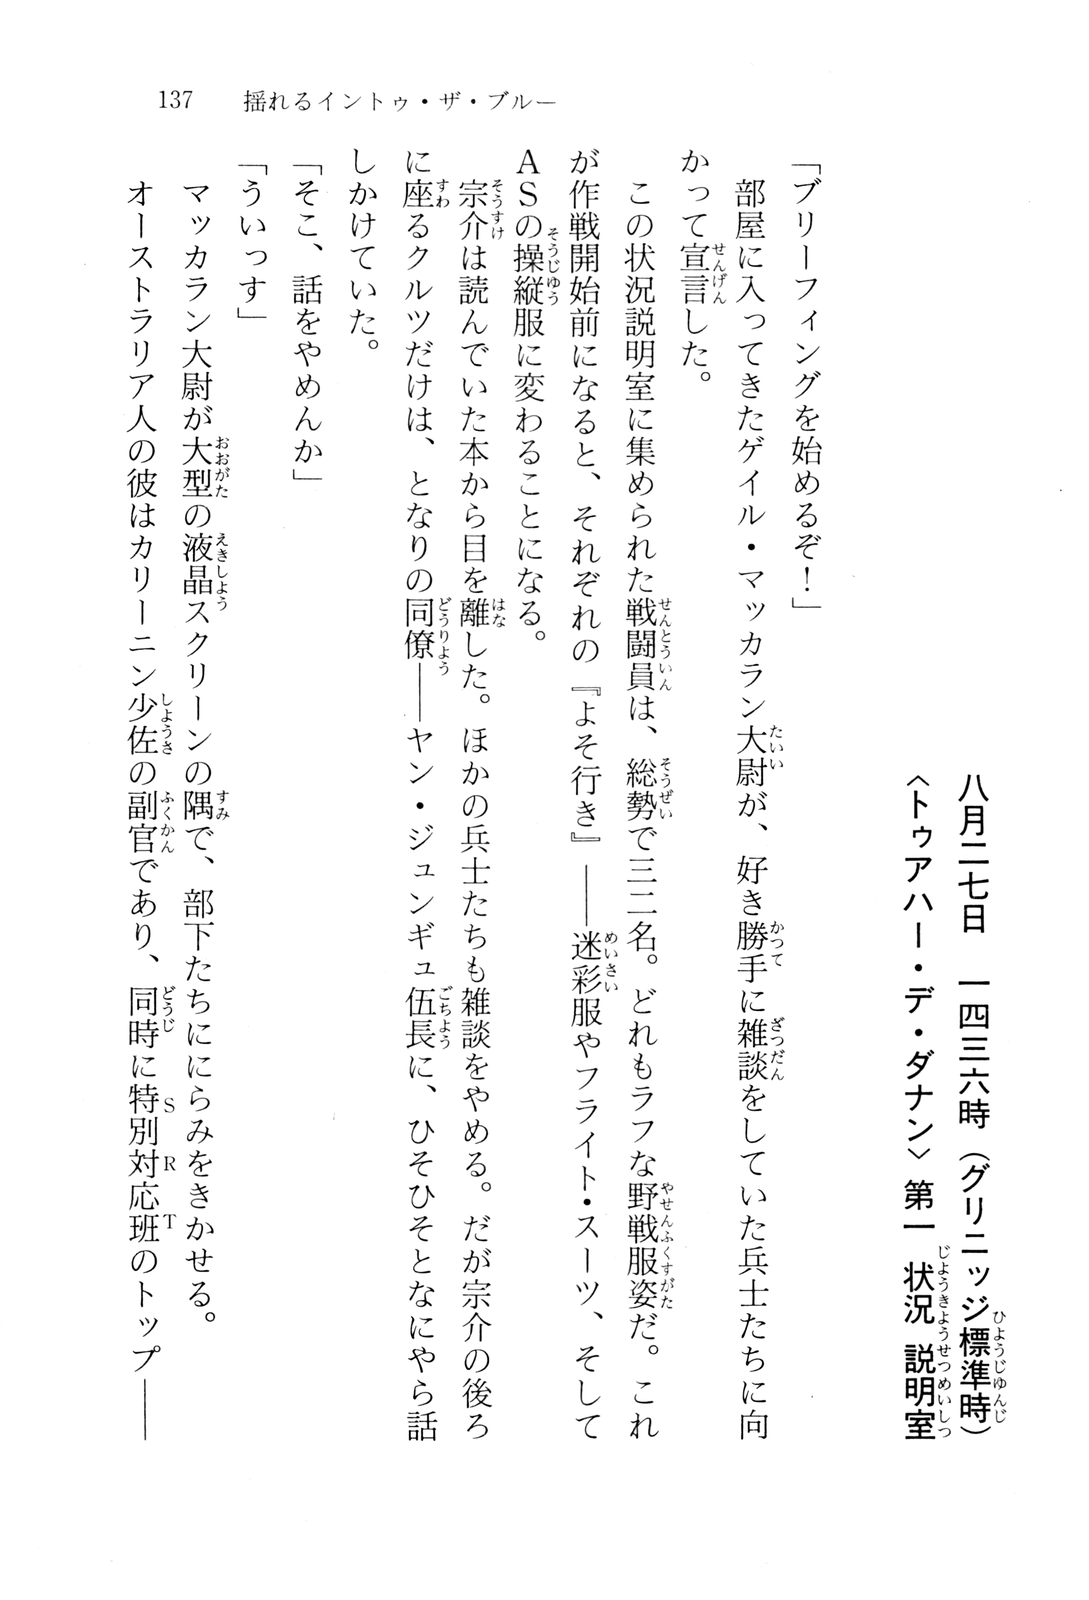 137　揺れるイントゥ・ザ・ブルー
八月二七日　一四三六時（グリニッジ標準時）
〈トゥアハー・デ・ダナン〉第一状況説明室
「ブリーフィングを始めるぞ！」
　部屋に入ってきたゲイル・マッカラン大尉が、好き勝手に雑談をしていた兵士たちに向
かって宣言した。
　この状況説明室に集められた戦闘員は、総勢で三二名。どれもラフな野戦服姿だ。これ
が作戦開始前になると、それぞれの『よそ行き』――迷彩服やフライト・スーツ、そして
ＡＳの操縦服に変わることになる。
　宗介は読んでいた本から目を離した。ほかの兵士たちも雑談をやめる。だが宗介の後ろ
に座るクルツだけは、となりの同僚――ヤン・ジュンギュ伍長に、ひそひそとなにやら話
しかけていた。
「そこ、話をやめんか」
「ういっす」
　マッカラン大尉が大型の液晶スクリーンの隅で、部下たちににらみをきかせる。
　オーストラリア人の彼はカリーニン少佐の副官であり、同時に特別対応班のトップ――